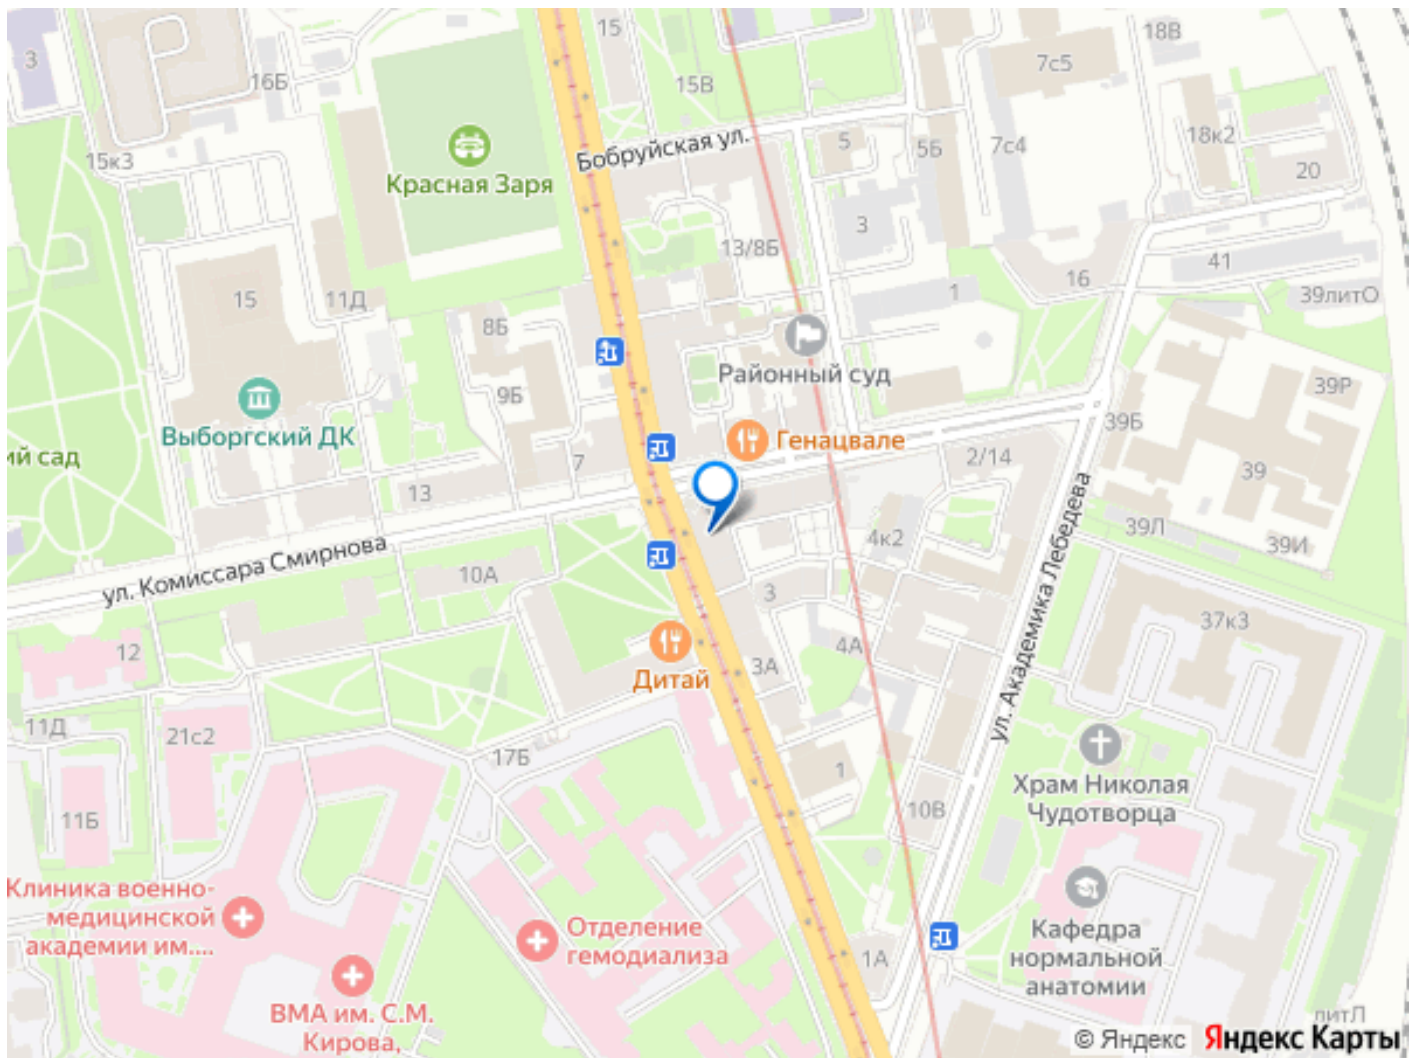 3
15
18В
7с5
16Б
15В
Бобруйская ул.
5
5Б
7с4
18к2
15к3
Красная Заря
20
3
13/8Б
41
16
1
39литО
15
11Д
8Б
Районный суд
39Р
9Б
Выборгский ДК
Генацвале
39Б
ий сад
7
13
2/14
39
4к2
39Л
39И
ул. Комиссара Смирнова
10А
3
ул. Академика Лебедева
37к3
12
4А
Дитай
3А
11Д
21с2
17Б
1
Храм Николая
Чудотворца
10В
11Б
Клиника военно-
медицинской
академии им....
Отделение
гемодиализа
Кафедра
нормальной
анатомии
1А
ВМА им. С.М.
Кирова,
литЛ
© Яндекс Яндекс Карты